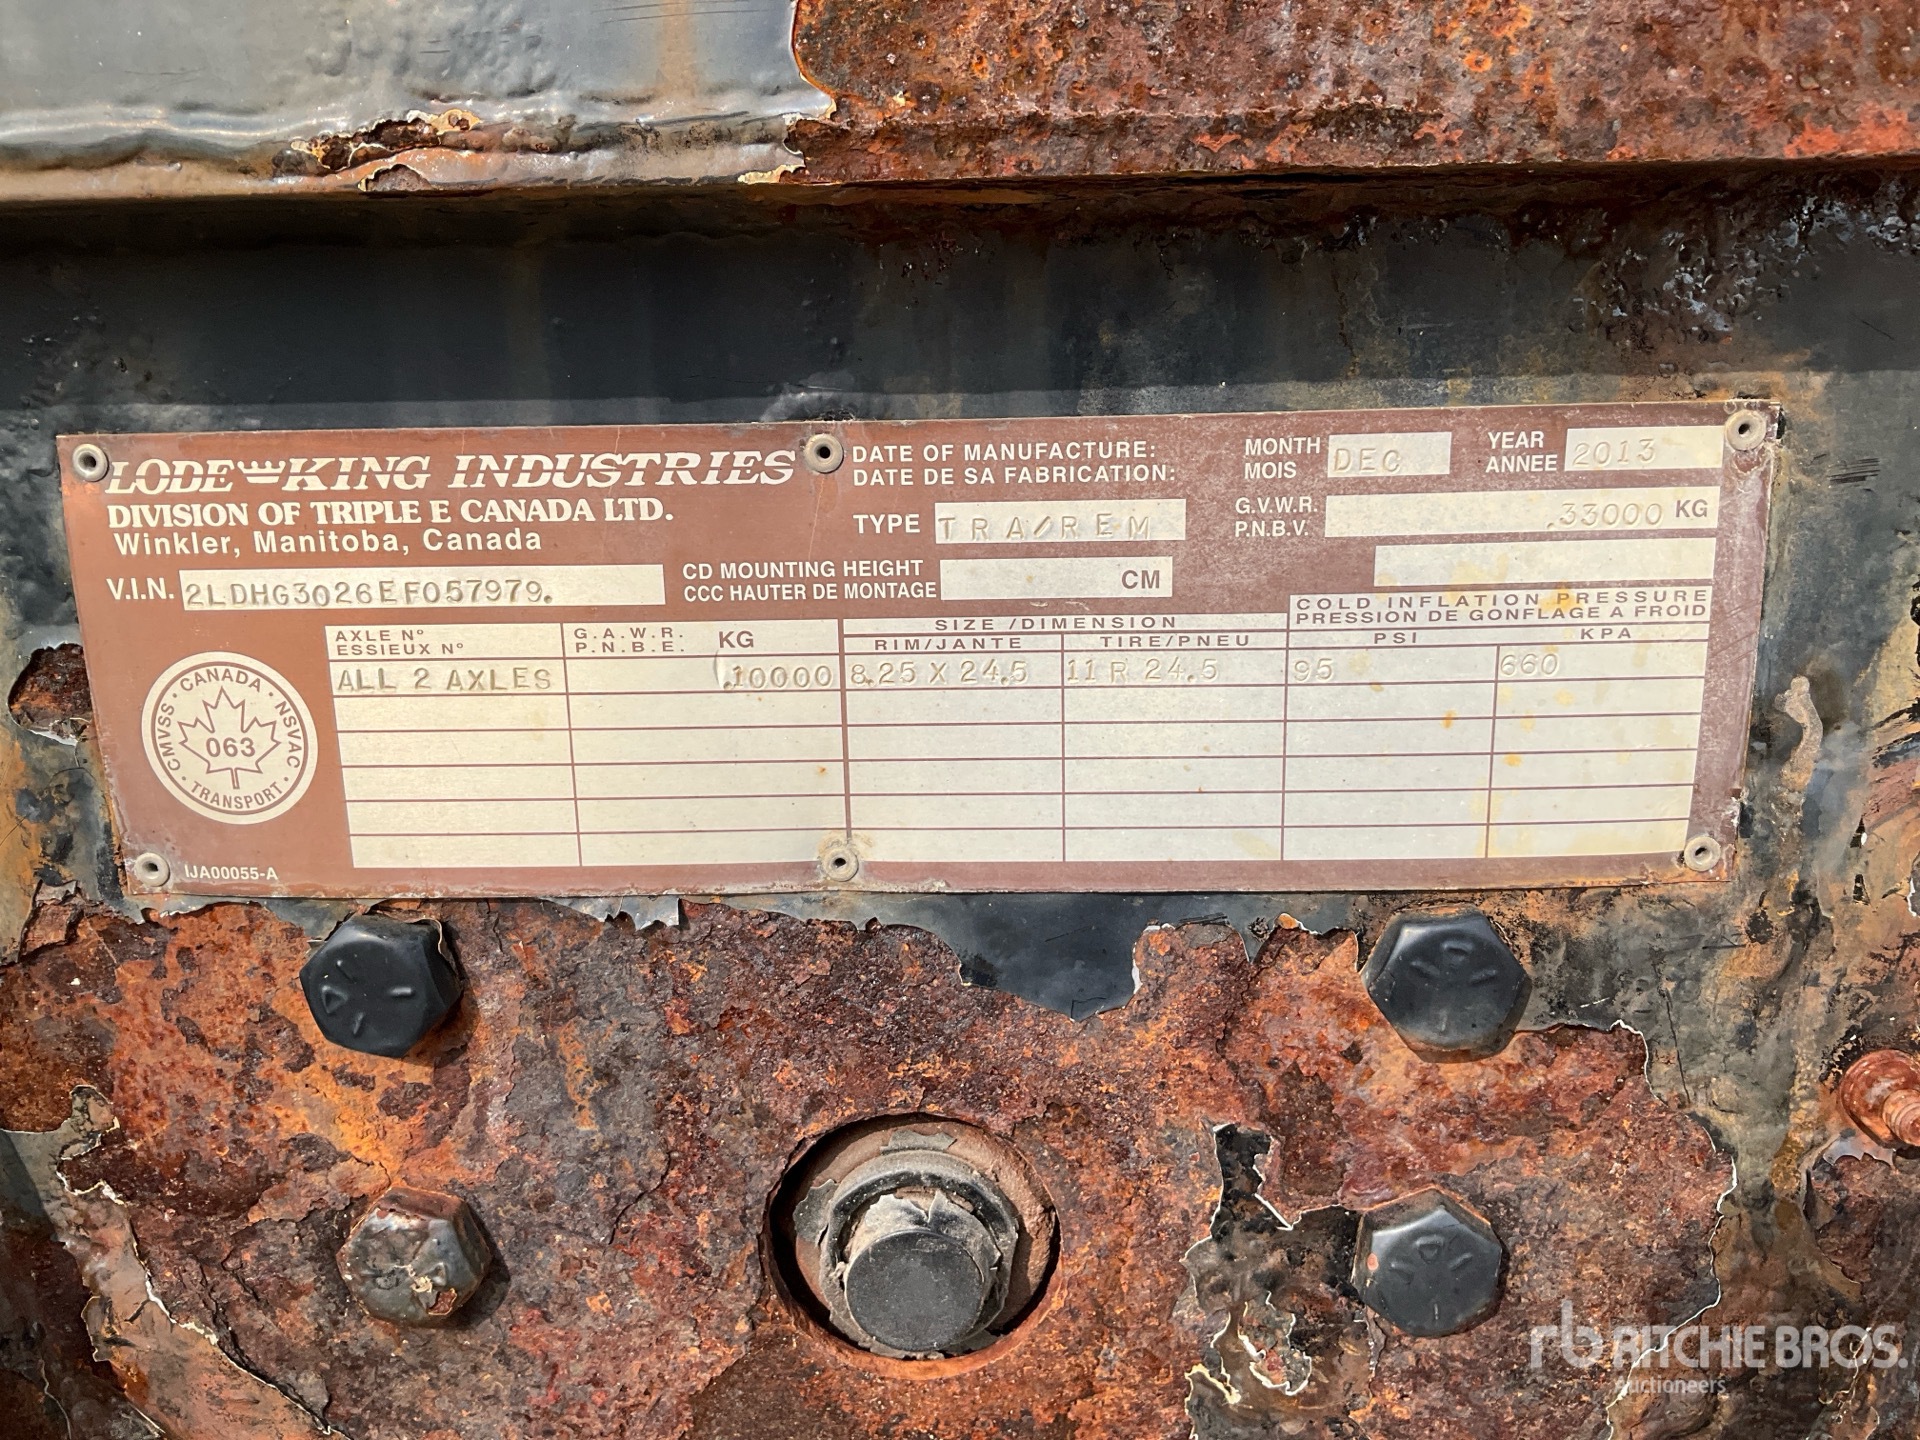 LODE KING INDUSTRIES
DIVISION OF TRIPLE E CANADA LTD.
Winkler, Manitoba, Canada
V.I.N. 2LDHG3026EF057979.
DATE OF MANUFACTURE:
DATE DE SA FABRICATION:
MONTH
MOIS
DEC
YEAR
ANNEE
2013
TYPE TRA/REM
G.V.W.R.
P.N.B.V.
.33000 KG
CD MOUNTING HEIGHT
CCC HAUTER DE MONTAGE
CM
AXLE Nº
ESSIEUX Nº
G.A.W.R.
P.N.B.E.
KG
SIZE /DIMENSION
RIM/JANTE TIRE/PNEU
COLD INFLATION PRESSURE
PRESSION DE GONFLAGE A FROID
PSI KPA
ALL 2 AXLES .10000 8.25 X 24.5 11 R 24.5 95 660
CANADA · NSVAC · TRANSPORT · CMVSS ·
063
IJA00055-A
rb RITCHIE BROS.
Auctioneers